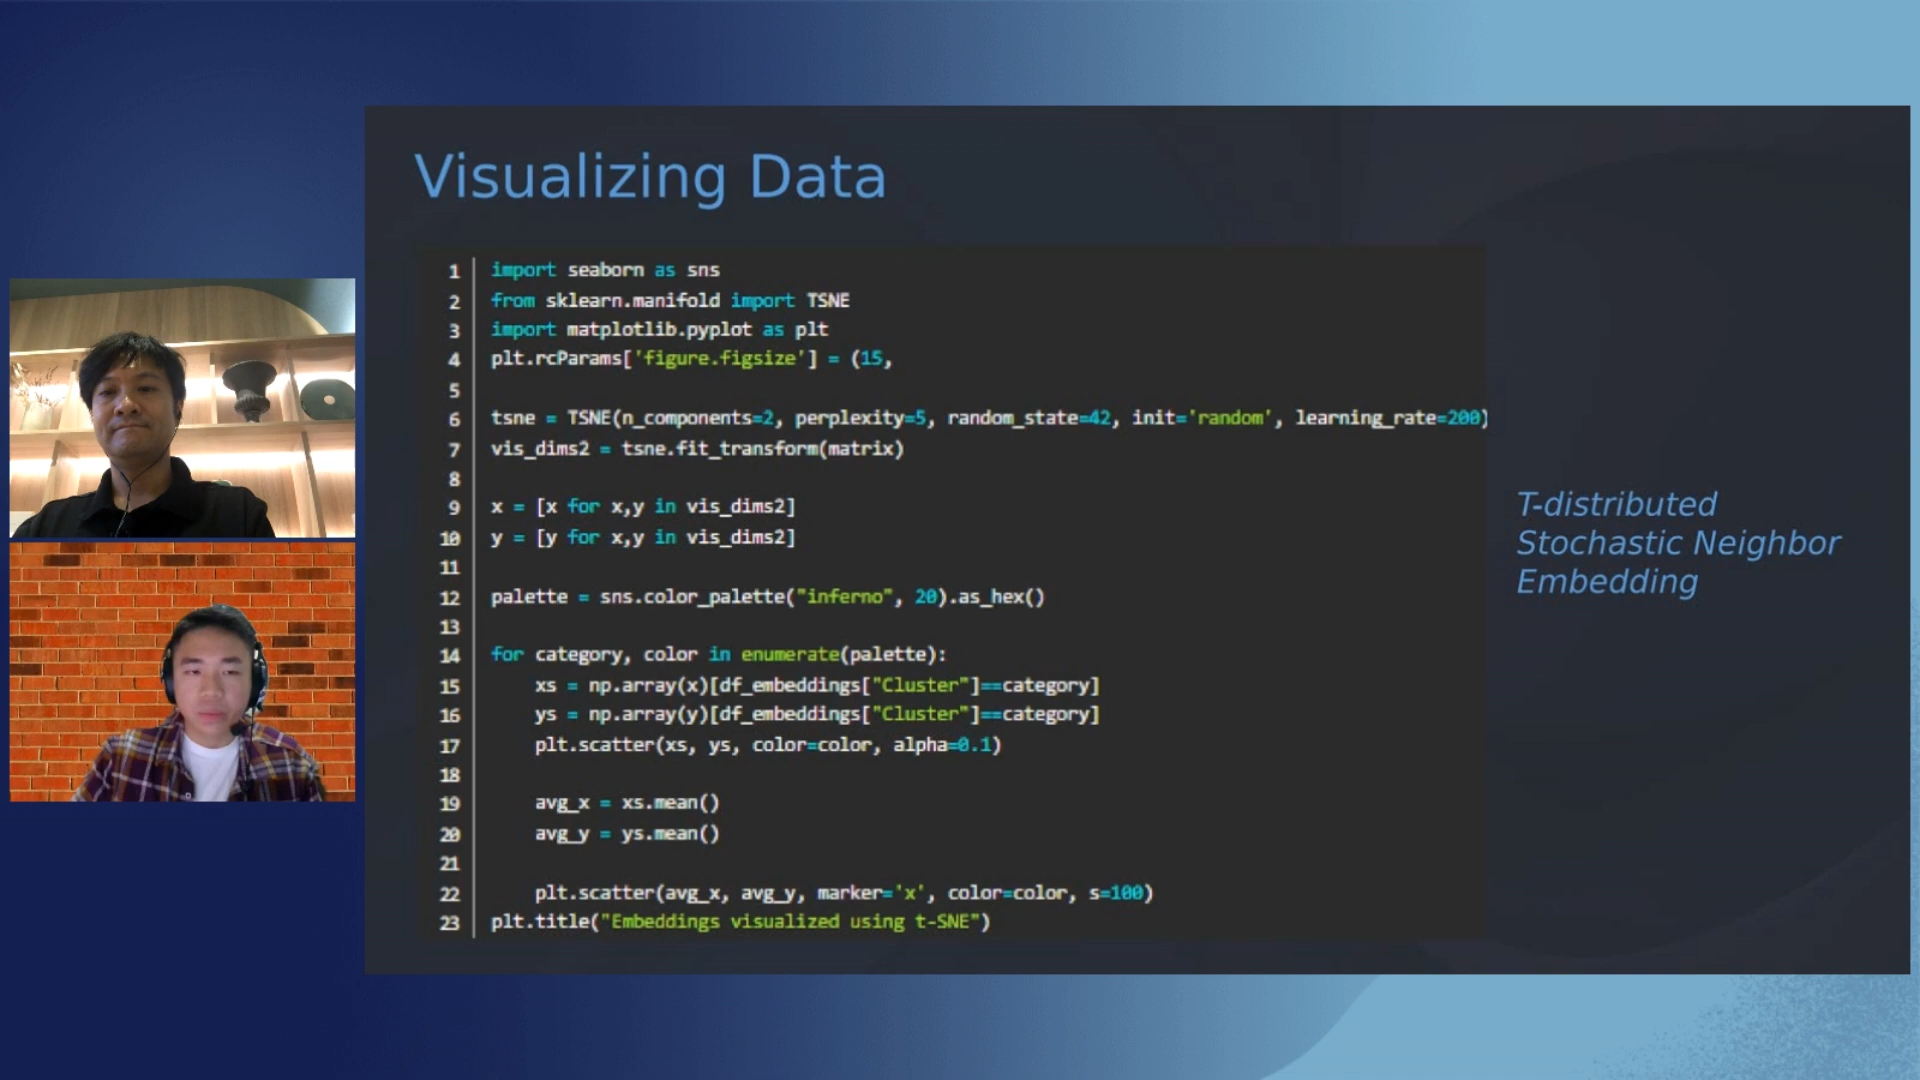 Visualizing Data
1 import seaborn as sns
2 from sklearn.manifold import TSNE
3 import matplotlib.pyplot as plt
4 plt.rcParams['figure.figsize'] = (15,
5
6 tsne = TSNE(n_components=2, perplexity=5, random_state=42, init='random', learning_rate=200)
7 vis_dims2 = tsne.fit_transform(matrix)
8
9 x = [x for x,y in vis_dims2]
10 y = [y for x,y in vis_dims2]
11
12 palette = sns.color_palette("inferno", 20).as_hex()
13
14 for category, color in enumerate(palette):
15     xs = np.array(x)[df_embeddings["Cluster"]==category]
16     ys = np.array(y)[df_embeddings["Cluster"]==category]
17     plt.scatter(xs, ys, color=color, alpha=0.1)
18
19     avg_x = xs.mean()
20     avg_y = ys.mean()
21
22     plt.scatter(avg_x, avg_y, marker='x', color=color, s=100)
23 plt.title("Embeddings visualized using t-SNE")
T-distributed
Stochastic Neighbor
Embedding